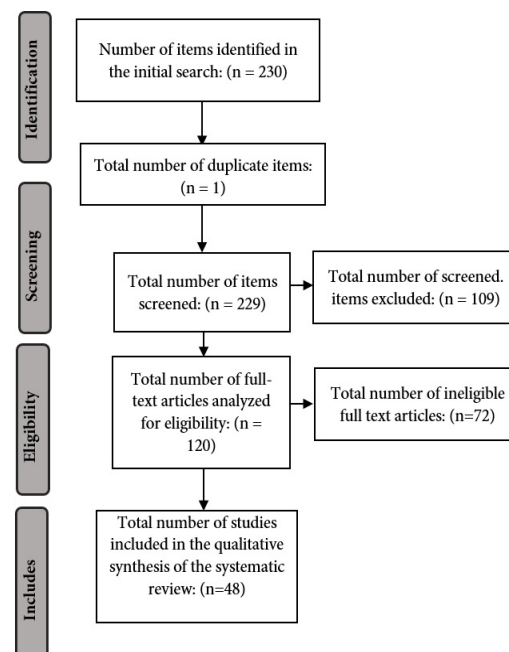 Identification
Number of items identified in
the initial search: (n = 230)
Total number of duplicate items:
(n = 1)
Screening
Total number of items
screened: (n = 229)
Total number of screened.
items excluded: (n = 109)
Eligibility
Total number of full-
text articles analyzed
for eligibility: (n =
120)
Total number of ineligible
full text articles: (n=72)
Includes
Total number of studies
included in the qualitative
synthesis of the systematic
review: (n=48)